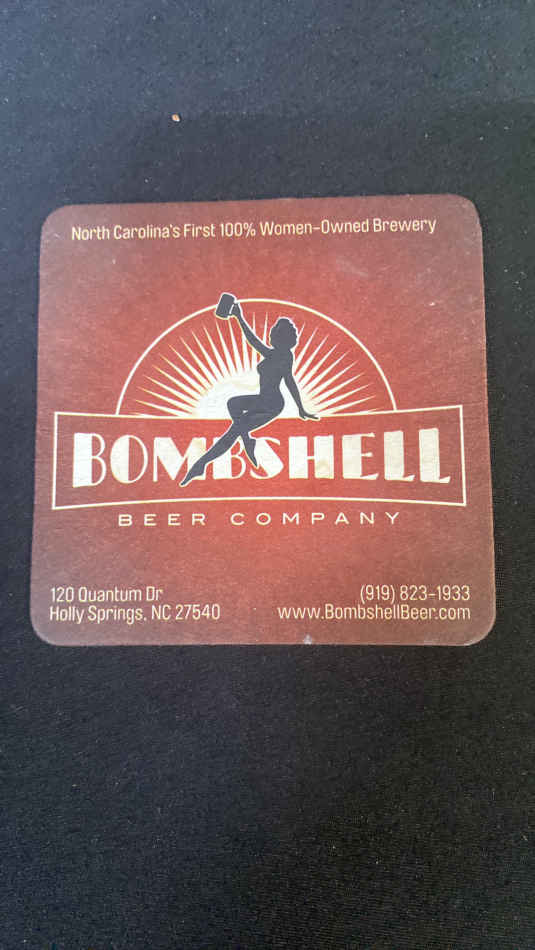 North Carolina's First 100% Women-Owned Brewery
BOMBSHELL
BEER COMPANY
120 Quantum Dr
Holly Springs, NC 27540
(919) 823-1933
www.BombshellBeer.com